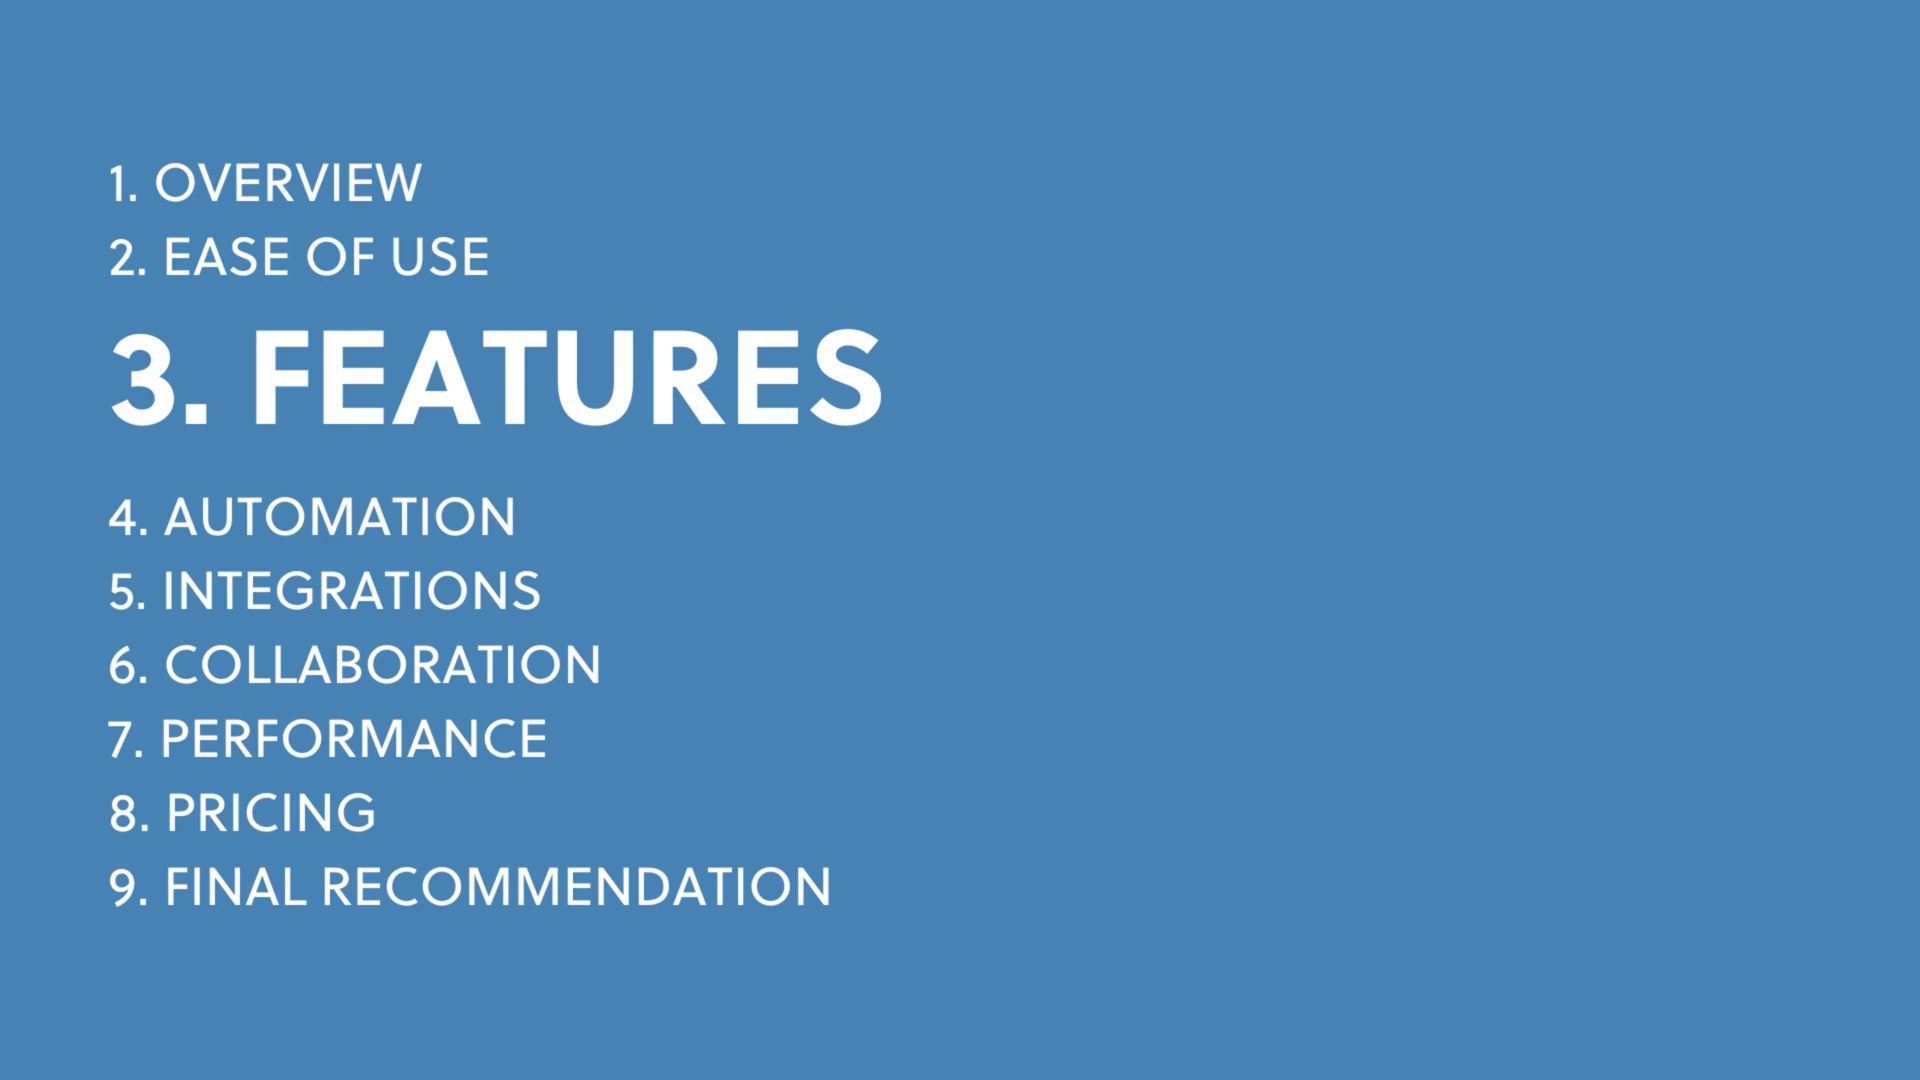 1. OVERVIEW
2. EASE OF USE
3. FEATURES
4. AUTOMATION
5. INTEGRATIONS
6. COLLABORATION
7. PERFORMANCE
8. PRICING
9. FINAL RECOMMENDATION